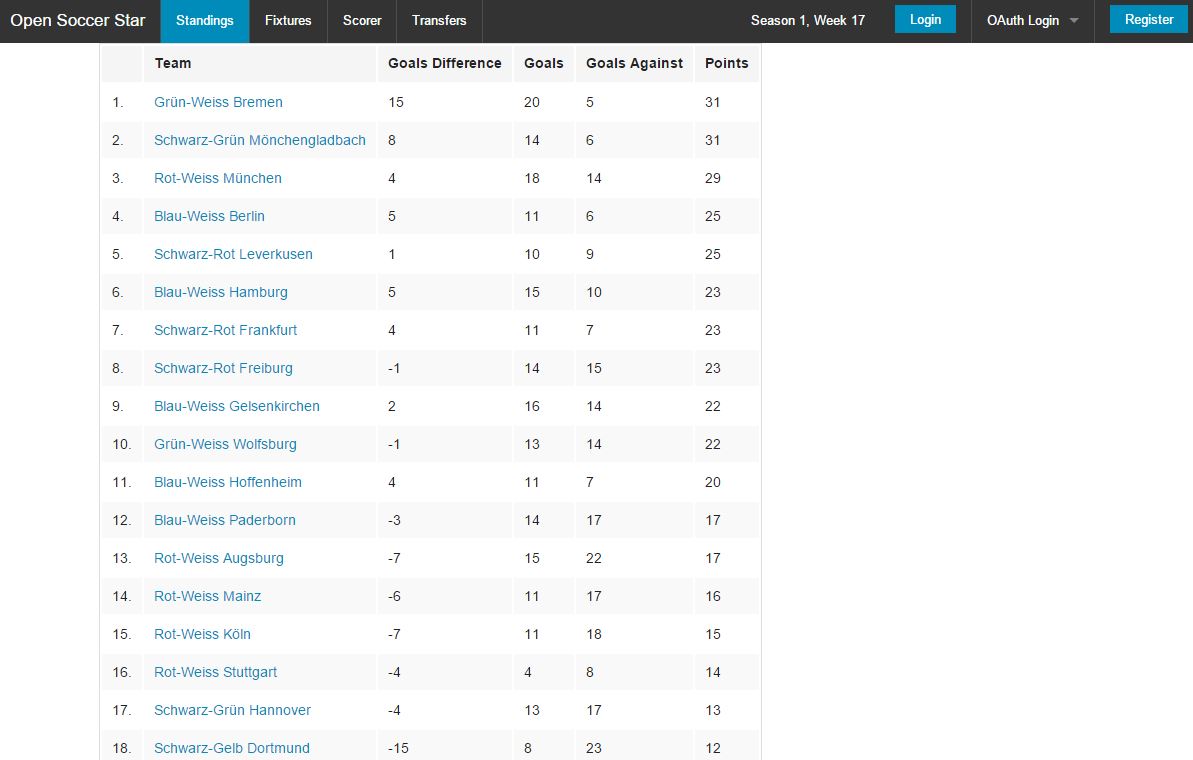 Open Soccer Star Standings Fixtures Scorer Transfers Season 1, Week 17 Login OAuth Login Register
Team Goals Difference Goals Goals Against Points
1. Grün-Weiss Bremen 15 20 5 31
2. Schwarz-Grün Mönchengladbach 8 14 6 31
3. Rot-Weiss München 4 18 14 29
4. Blau-Weiss Berlin 5 11 6 25
5. Schwarz-Rot Leverkusen 1 10 9 25
6. Blau-Weiss Hamburg 5 15 10 23
7. Schwarz-Rot Frankfurt 4 11 7 23
8. Schwarz-Rot Freiburg -1 14 15 23
9. Blau-Weiss Gelsenkirchen 2 16 14 22
10. Grün-Weiss Wolfsburg -1 13 14 22
11. Blau-Weiss Hoffenheim 4 11 7 20
12. Blau-Weiss Paderborn -3 14 17 17
13. Rot-Weiss Augsburg -7 15 22 17
14. Rot-Weiss Mainz -6 11 17 16
15. Rot-Weiss Köln -7 11 18 15
16. Rot-Weiss Stuttgart -4 4 8 14
17. Schwarz-Grün Hannover -4 13 17 13
18. Schwarz-Gelb Dortmund -15 8 23 12